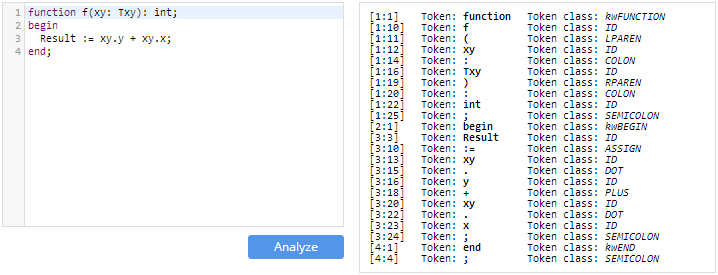 1 function f(xy: Txy): int;
2 begin
3   Result := xy.y + xy.x;
4 end;
Analyze
[1:1] Token: function Token class: kwFUNCTION
[1:10] Token: f Token class: ID
[1:11] Token: ( Token class: LPAREN
[1:12] Token: xy Token class: ID
[1:14] Token: : Token class: COLON
[1:16] Token: Txy Token class: ID
[1:19] Token: ) Token class: RPAREN
[1:20] Token: : Token class: COLON
[1:22] Token: int Token class: ID
[1:25] Token: ; Token class: SEMICOLON
[2:1] Token: begin Token class: kwBEGIN
[3:3] Token: Result Token class: ID
[3:10] Token: := Token class: ASSIGN
[3:13] Token: xy Token class: ID
[3:15] Token: . Token class: DOT
[3:16] Token: y Token class: ID
[3:18] Token: + Token class: PLUS
[3:20] Token: xy Token class: ID
[3:22] Token: . Token class: DOT
[3:23] Token: x Token class: ID
[3:24] Token: ; Token class: SEMICOLON
[4:1] Token: end Token class: kwEND
[4:4] Token: ; Token class: SEMICOLON